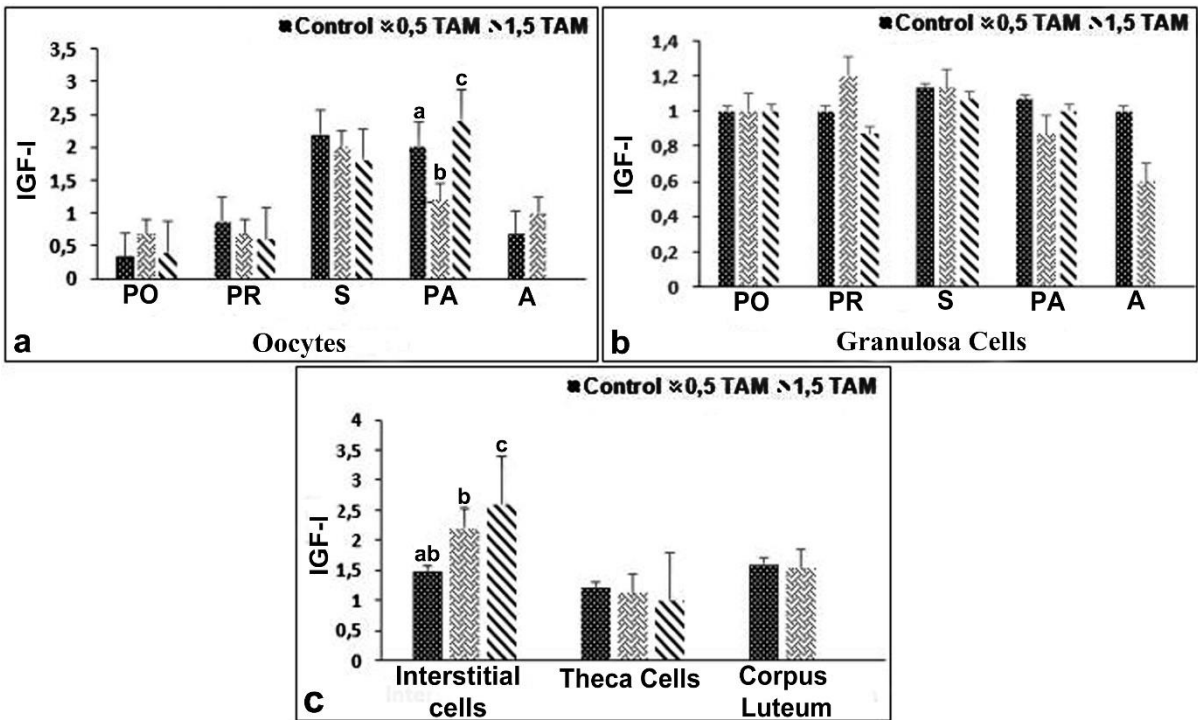 Control 0,5 TAM 1,5 TAM
3,5
3
2,5
2
1,5
1
0,5
0
IGF-I
a
b
c
PO PR S PA A
a Oocytes
Control 0,5 TAM 1,5 TAM
1,4
1,2
1
0,8
0,6
0,4
0,2
0
IGF-I
PO PR S PA A
b Granulosa Cells
Control 0,5 TAM 1,5 TAM
4
3,5
3
2,5
2
1,5
1
0,5
0
IGF-I
ab
b
c
Interstitial cells
Theca Cells
Corpus Luteum
c